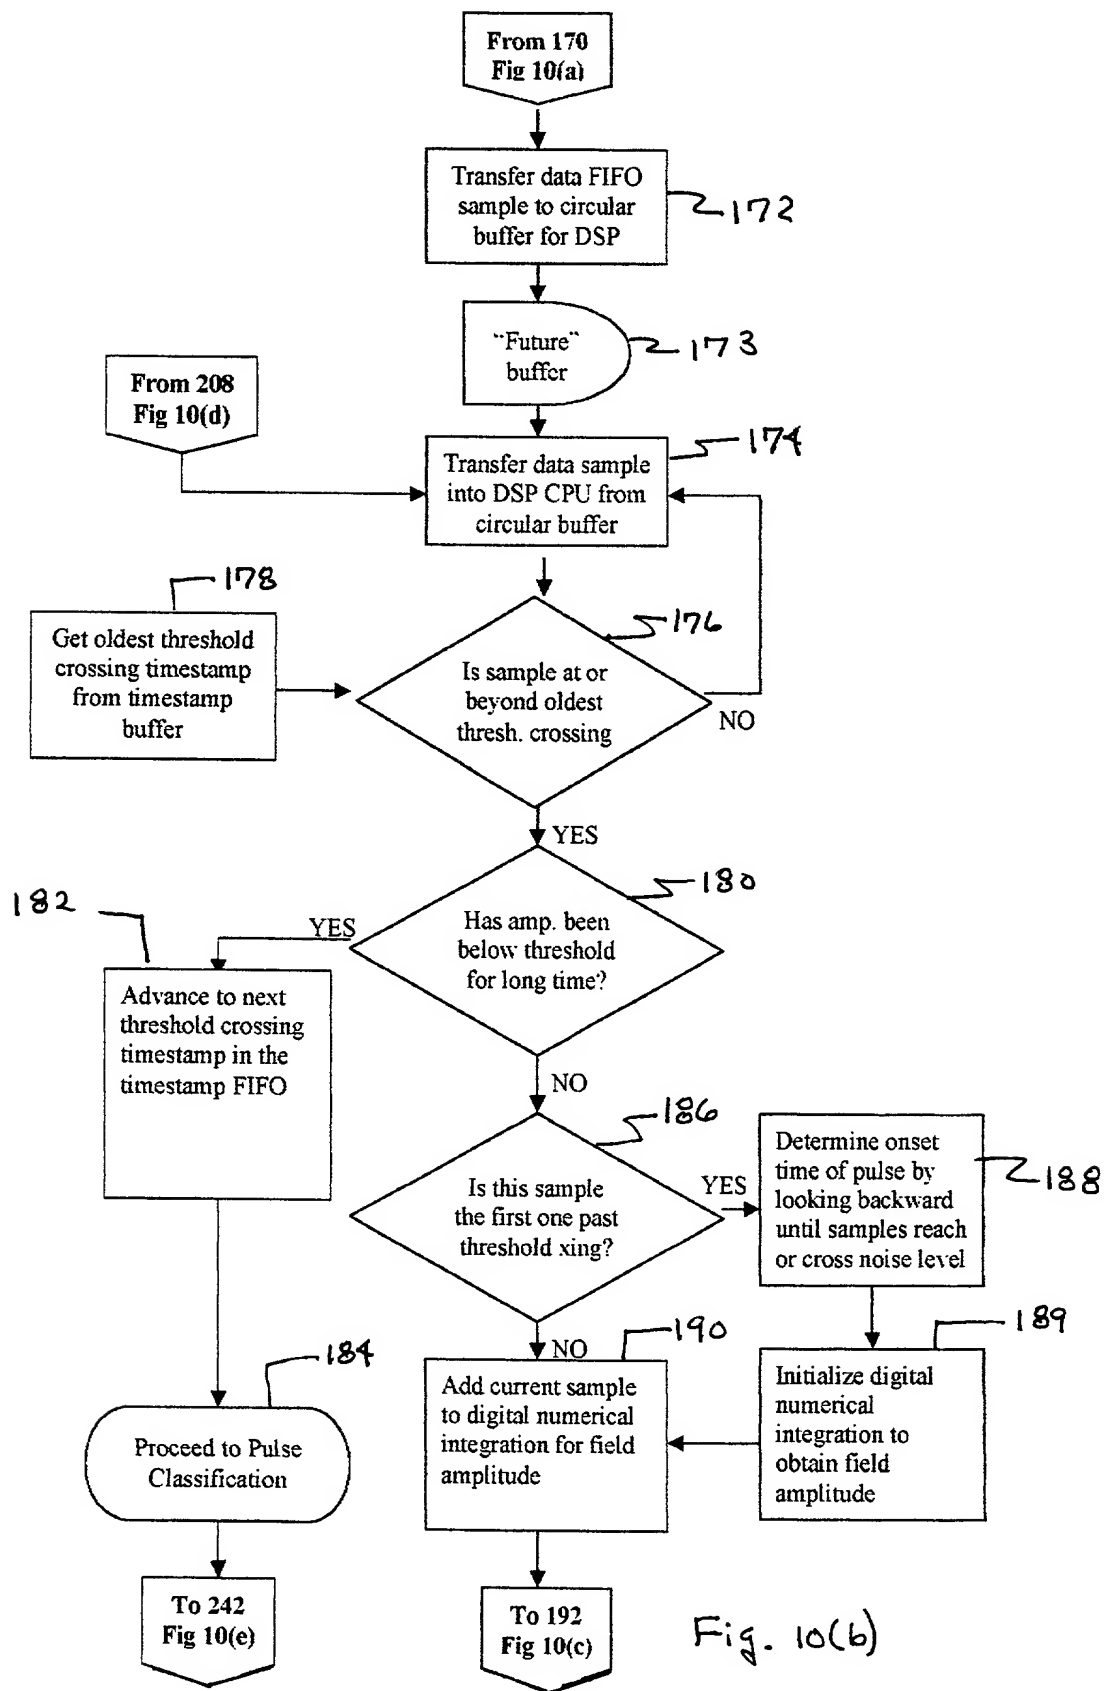 From 170
Fig 10(a)
Transfer data FIFO
sample to circular
buffer for DSP
172
"Future"
buffer
173
From 208
Fig 10(d)
Transfer data sample
into DSP CPU from
circular buffer
174
178
Get oldest threshold
crossing timestamp
from timestamp
buffer
Is sample at or
beyond oldest
thresh. crossing
176
NO
YES
182
YES
Has amp. been
below threshold
for long time?
180
Advance to next
threshold crossing
timestamp in the
timestamp FIFO
NO
Is this sample
the first one past
threshold xing?
186
YES
Determine onset
time of pulse by
looking backward
until samples reach
or cross noise level
188
NO
184
Proceed to Pulse
Classification
190
Add current sample
to digital numerical
integration for field
amplitude
189
Initialize digital
numerical
integration to
obtain field
amplitude
To 242
Fig 10(e)
To 192
Fig 10(c)
Fig. 10(b)